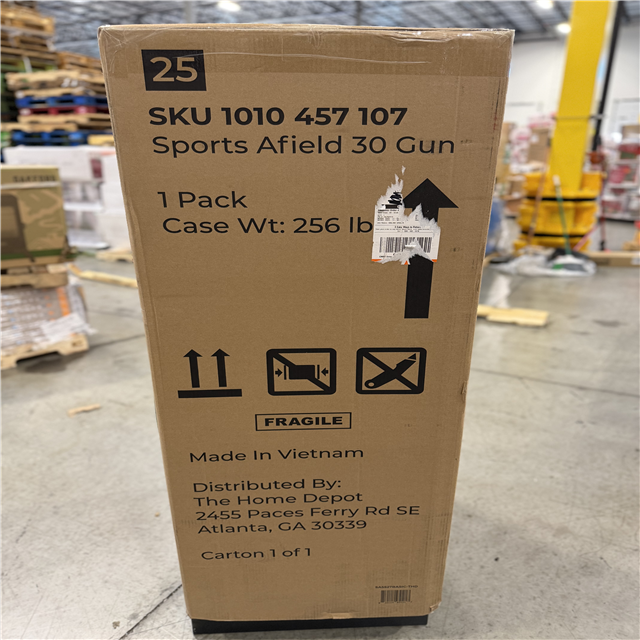 25
SKU 1010 457 107
Sports Afield 30 Gun
1 Pack
Case Wt: 256 lb
FRAGILE
Made In Vietnam
Distributed By:
The Home Depot
2455 Paces Ferry Rd SE
Atlanta, GA 30339
Carton 1 of 1